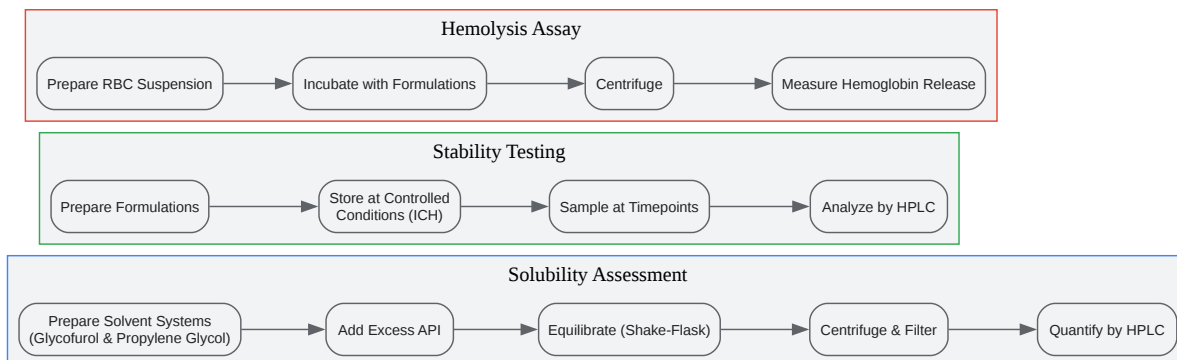 Hemolysis Assay
Prepare RBC Suspension
Incubate with Formulations
Centrifuge
Measure Hemoglobin Release
Stability Testing
Prepare Formulations
Store at Controlled
Conditions (ICH)
Sample at Timepoints
Analyze by HPLC
Solubility Assessment
Prepare Solvent Systems
(Glycofurol & Propylene Glycol)
Add Excess API
Equilibrate (Shake-Flask)
Centrifuge & Filter
Quantify by HPLC